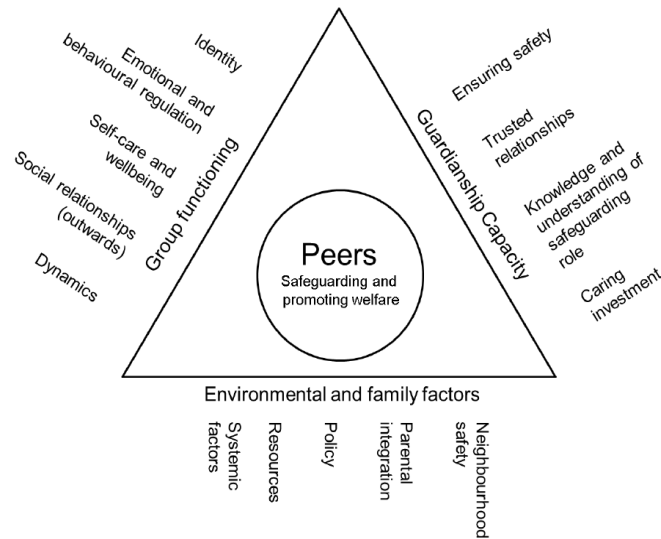 Identity
Emotional and
behavioural regulation
Self-care and
wellbeing
Social relationships
(outwards)
Dynamics
Group functioning
Ensuring safety
Trusted
relationships
Knowledge and
understanding of
safeguarding
role
Caring
investment
Guardianship Capacity
Peers
Safeguarding and
promoting welfare
Environmental and family factors
Systemic
factors
Resources
Policy
Parental
integration
Neighbourhood
safety